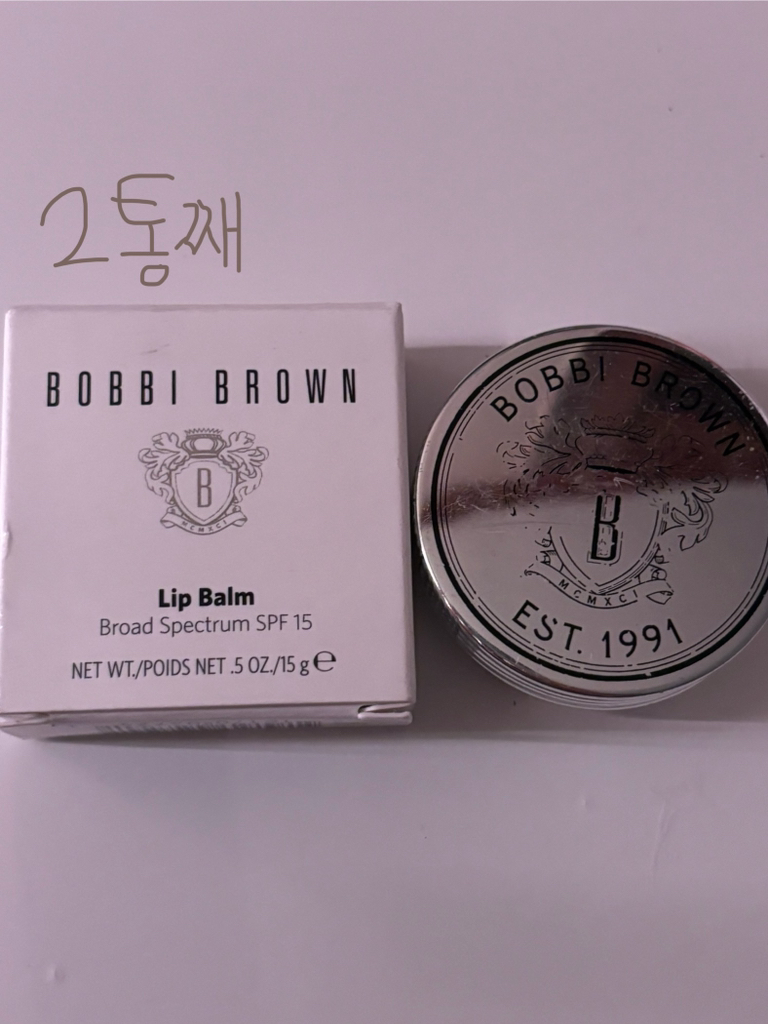 2통째
BOBBI BROWN
B
MCMXCI
Lip Balm
Broad Spectrum SPF 15
NET WT./POIDS NET .5 OZ./15 g ℮
BOBBI BROWN
B
MCMXCI
EST. 1991